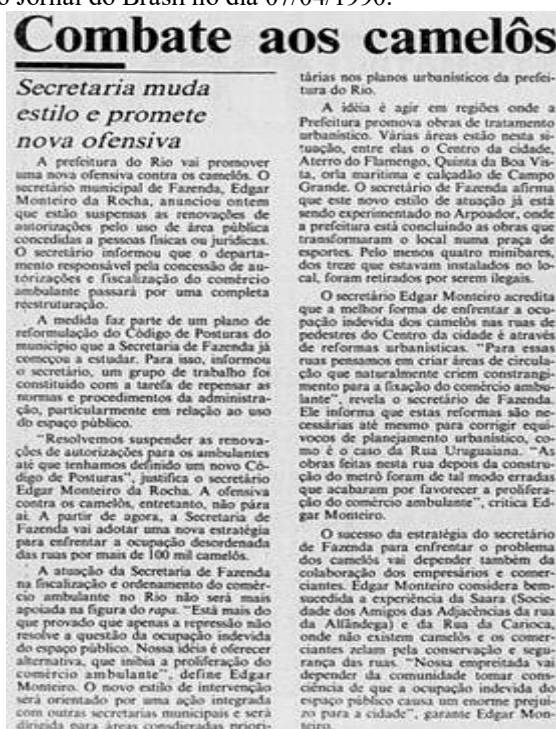 o Jornal do Brasil no dia 07/04/1990.
Combate aos camelôs
Secretaria muda
estilo e promete
nova ofensiva
A prefeitura do Rio vai promover
uma nova ofensiva contra os camelôs. O
secretário municipal de Fazenda, Edgar
Monteiro da Rocha, anunciou ontem
que estão suspensas as renovações de
autorizações pelo uso de área pública
concedidas a pessoas físicas ou jurídicas.
O secretário informou que o departa-
mento responsável pela concessão de au-
torizações e fiscalização do comércio
ambulante passará por uma completa
reestruturação.
A medida faz parte de um plano de
reformulação do Código de Posturas do
município que a Secretaria de Fazenda já
começou a estudar. Para isso, informou
o secretário, um grupo de trabalho foi
constituído com a tarefa de repensar as
normas e procedimentos da administra-
ção, particularmente em relação ao uso
do espaço público.
"Resolvemos suspender as renova-
ções de autorizações para os ambulantes
até que tenhamos definido um novo Có-
digo de Posturas", justifica o secretário
Edgar Monteiro da Rocha. A ofensiva
contra os camelôs, entretanto, não pára
aí. A partir de agora, a Secretaria de
Fazenda vai adotar uma nova estratégia
para enfrentar a ocupação desordenada
das ruas por mais de 100 mil camelôs.
A atuação da Secretaria de Fazenda
na fiscalização e ordenamento do comér-
cio ambulante no Rio não será mais
apoiada na figura do rapa. "Está mais do
que provado que apenas a repressão não
resolve a questão da ocupação indevida
do espaço público. Nossa idéia é oferecer
alternativa, que inibia a proliferação do
comércio ambulante", define Edgar
Monteiro. O novo estilo de intervenção
será orientado por uma ação integrada
com outras secretarias municipais e será
dirigida para áreas consideradas priori-
tárias nos planos urbanísticos da prefei-
tura do Rio.
A idéia é agir em regiões onde a
Prefeitura promova obras de tratamento
urbanístico. Várias áreas estão nesta si-
tuação, entre elas o Centro da cidade,
Aterro do Flamengo, Quinta da Boa Vis-
ta, orla marítima e calçadão de Campo
Grande. O secretário de Fazenda afirma
que este novo estilo de atuação já está
sendo experimentado no Arpoador, onde
a prefeitura está concluindo as obras que
transformaram o local numa praça de
esportes. Pelo menos quatro minibares,
dos treze que estavam instalados no lo-
cal, foram retirados por serem ilegais.
O secretário Edgar Monteiro acredita
que a melhor forma de enfrentar a ocu-
pação indevida dos camelôs nas ruas de
pedestres do Centro da cidade é através
de reformas urbanísticas. "Para essas
ruas pensamos em criar áreas de circula-
ção que naturalmente criem constrangi-
mento para a fixação do comércio ambu-
lante", revela o secretário de Fazenda.
Ele informa que estas reformas são ne-
cessárias até mesmo para corrigir equí-
vocos de planejamento urbanístico, co-
mo é o caso da Rua Uruguaiana. "As
obras feitas nesta rua depois da constru-
ção do metrô foram de tal modo erradas
que acabaram por favorecer a prolifera-
ção do comércio ambulante", critica Ed-
gar Monteiro.
O sucesso da estratégia do secretário
de Fazenda para enfrentar o problema
dos camelôs vai depender também da
colaboração dos empresários e comer-
ciantes. Edgar Monteiro considera bem-
sucedida a experiência da Saara (Socie-
dade dos Amigos das Adjacências da rua
da Alfândega) e da Rua da Carioca,
onde não existem camelôs e os comer-
ciantes zelam pela conservação e segu-
rança das ruas. "Nossa empreitada vai
depender da comunidade tomar cons-
ciência de que a ocupação indevida do
espaço público causa um enorme prejuí-
zo para a cidade", garante Edgar Mon-
teiro.